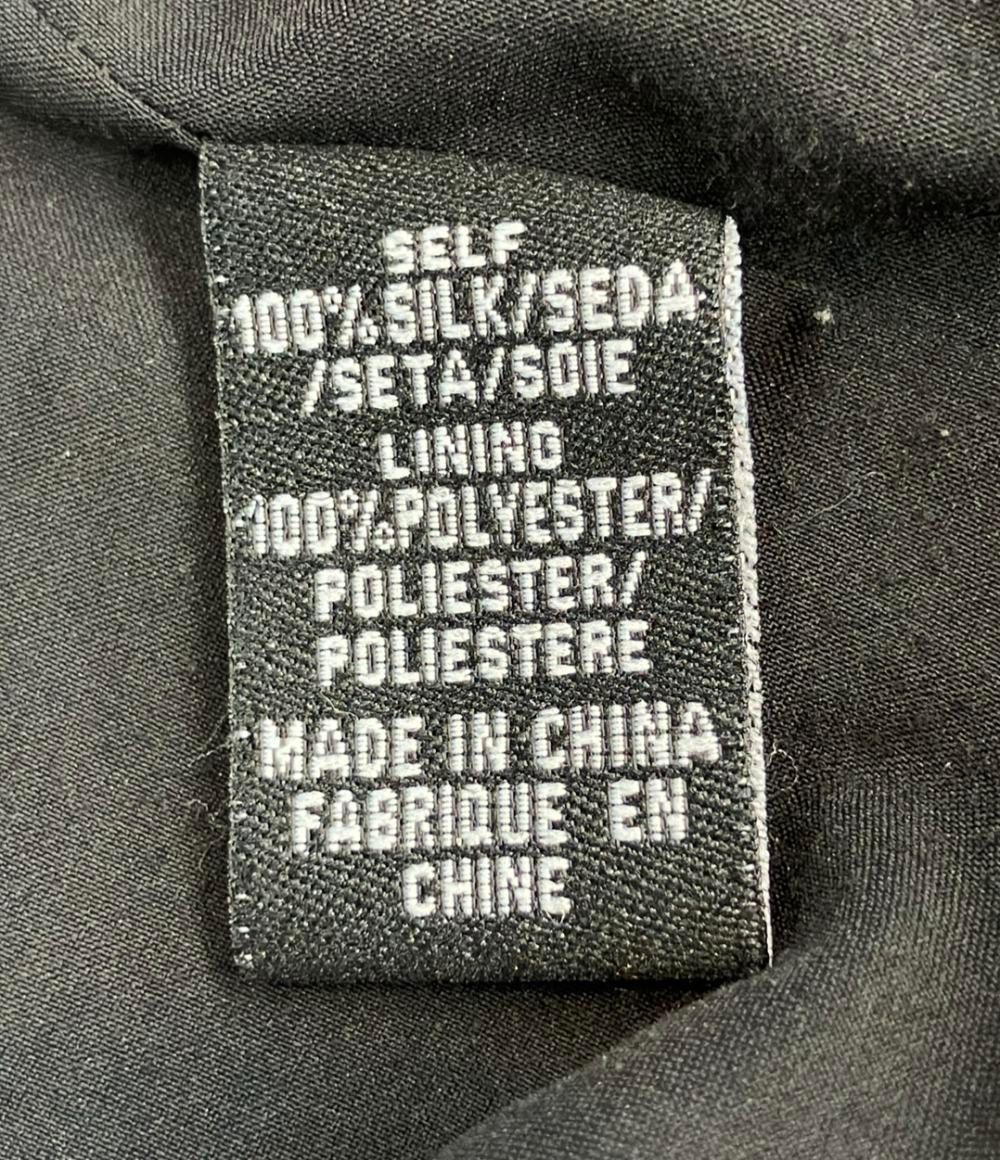 SELF
100%SILK/SEDA
/SETA/SOIE
LINING
100%POLYESTER/
POLIESTER/
POLIESTERE
MADE IN CHINA
FABRIQUE EN
CHINE